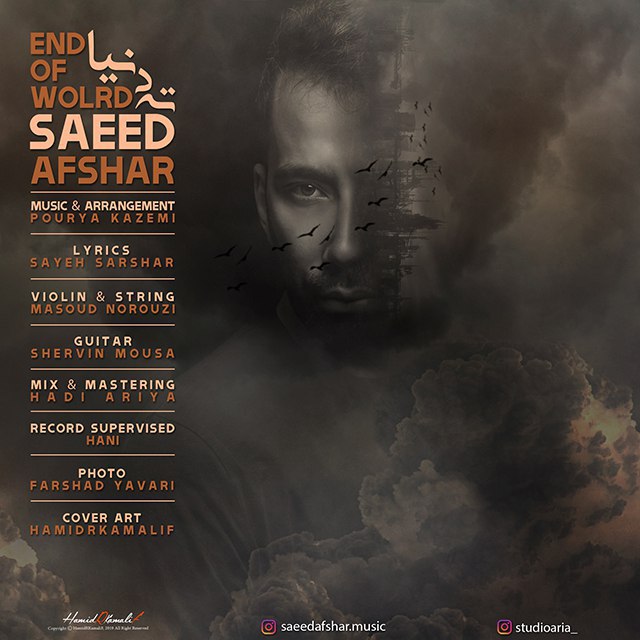 END
OF
WOLRD
ته دنیا
SAEED
AFSHAR
MUSIC & ARRANGEMENT
POURYA KAZEMI
LYRICS
SAYEH SARSHAR
VIOLIN & STRING
MASOUD NOROUZI
GUITAR
SHERVIN MOUSA
MIX & MASTERING
HADI ARIYA
RECORD SUPERVISED
HANI
PHOTO
FARSHAD YAVARI
COVER ART
HAMIDRKAMALIF
saeedafshar.music
studioaria_